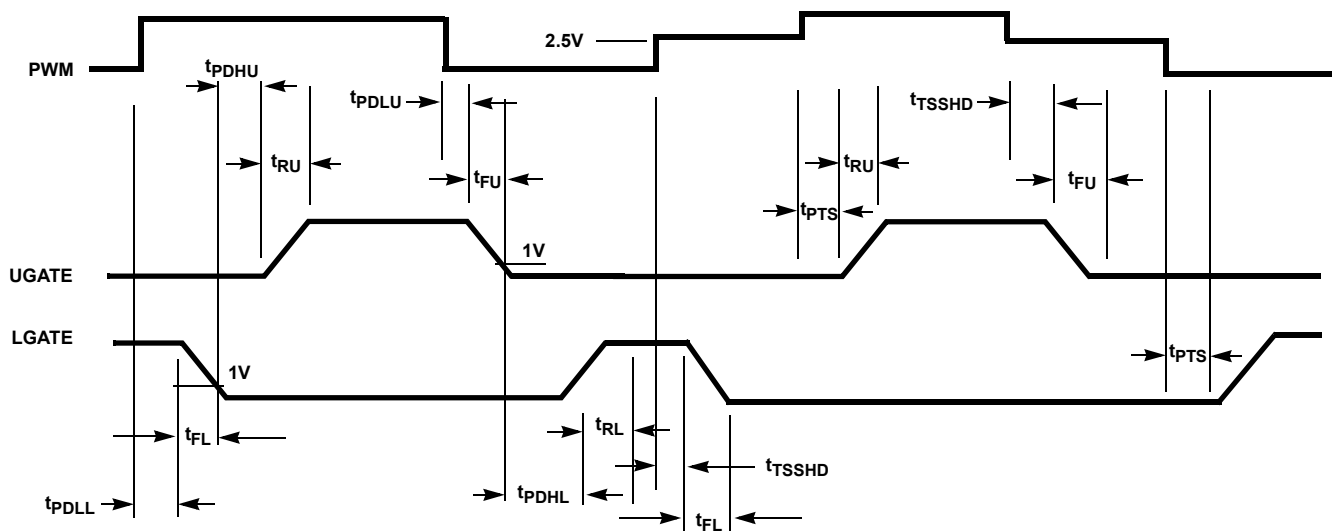 2.5V
PWM
tPDHU
tPDLU
tTSSHD
tRU
tFU
tRU
tFU
tPTS
1V
UGATE
LGATE
1V
tPTS
tFL
tRL
tTSSHD
tPDLL
tPDHL
tFL